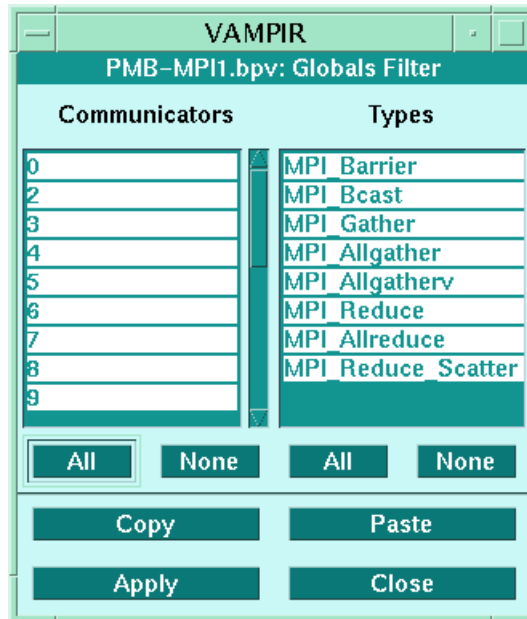 VAMPIR
PMB-MPI1.bpv: Globals Filter
Communicators
0
2
3
4
5
6
7
8
9
Types
MPI_Barrier
MPI_Bcast
MPI_Gather
MPI_Allgather
MPI_Allgatherv
MPI_Reduce
MPI_Allreduce
MPI_Reduce_Scatter
All None All None
Copy Paste
Apply Close